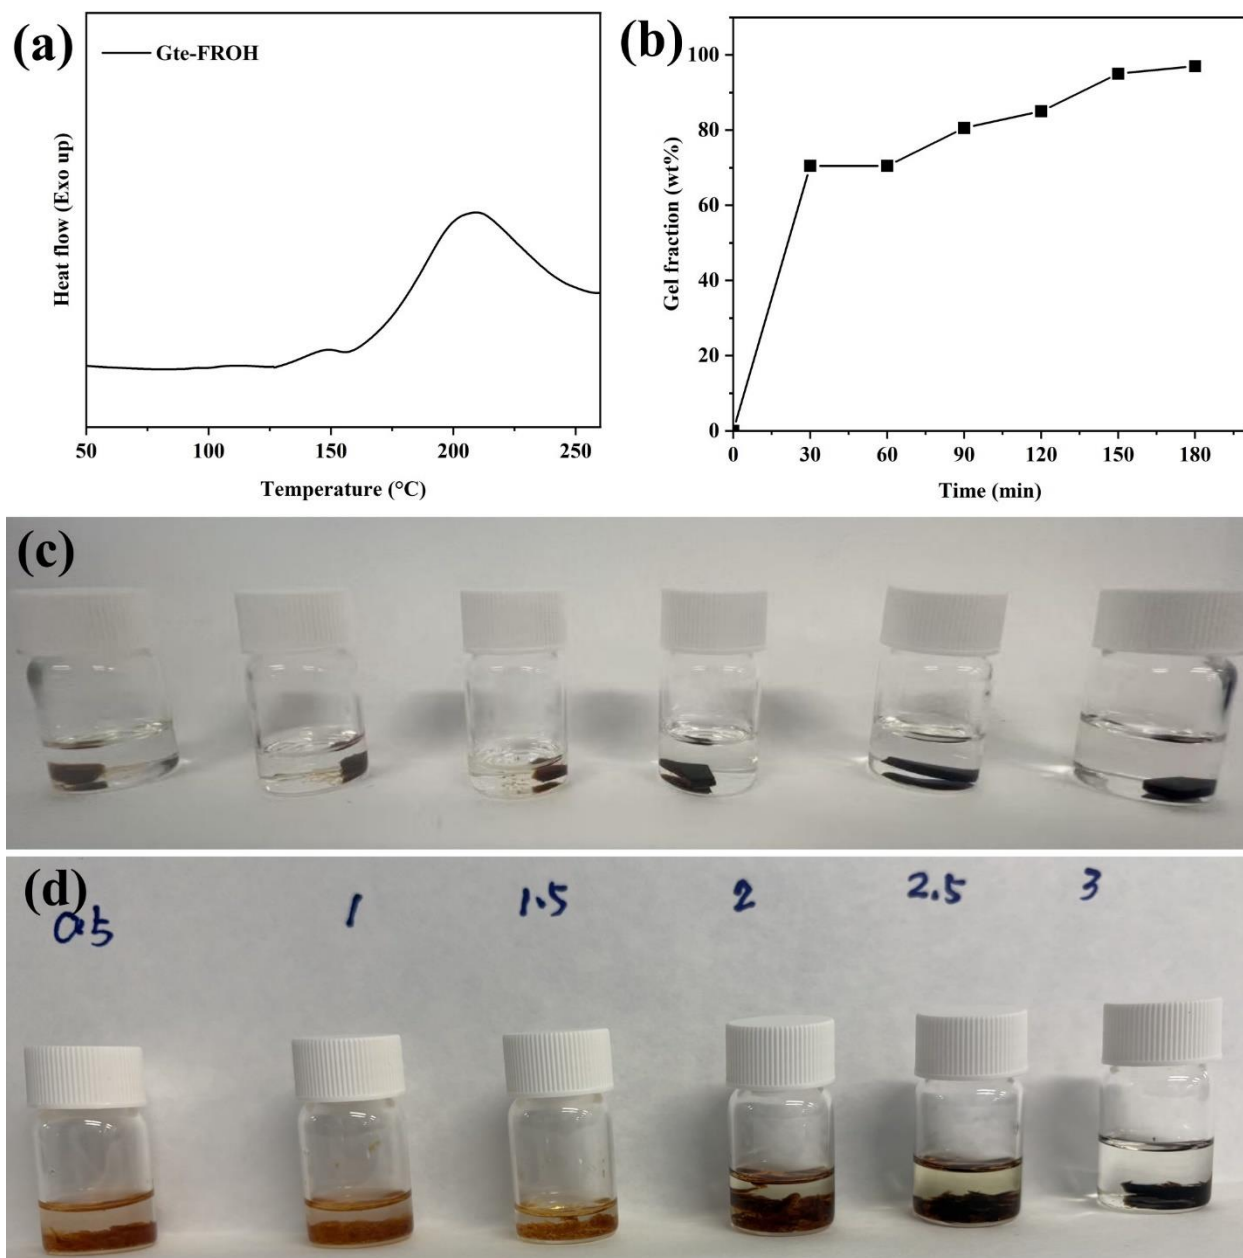 (a)
Gte-FROH
Heat flow (Exo up)
50 100 150 200 250
Temperature (°C)
(b)
100
80
60
40
20
0
Gel fraction (wt%)
0 30 60 90 120 150 180
Time (min)
(c)
(d)
0.5 1 1.5 2 2.5 3